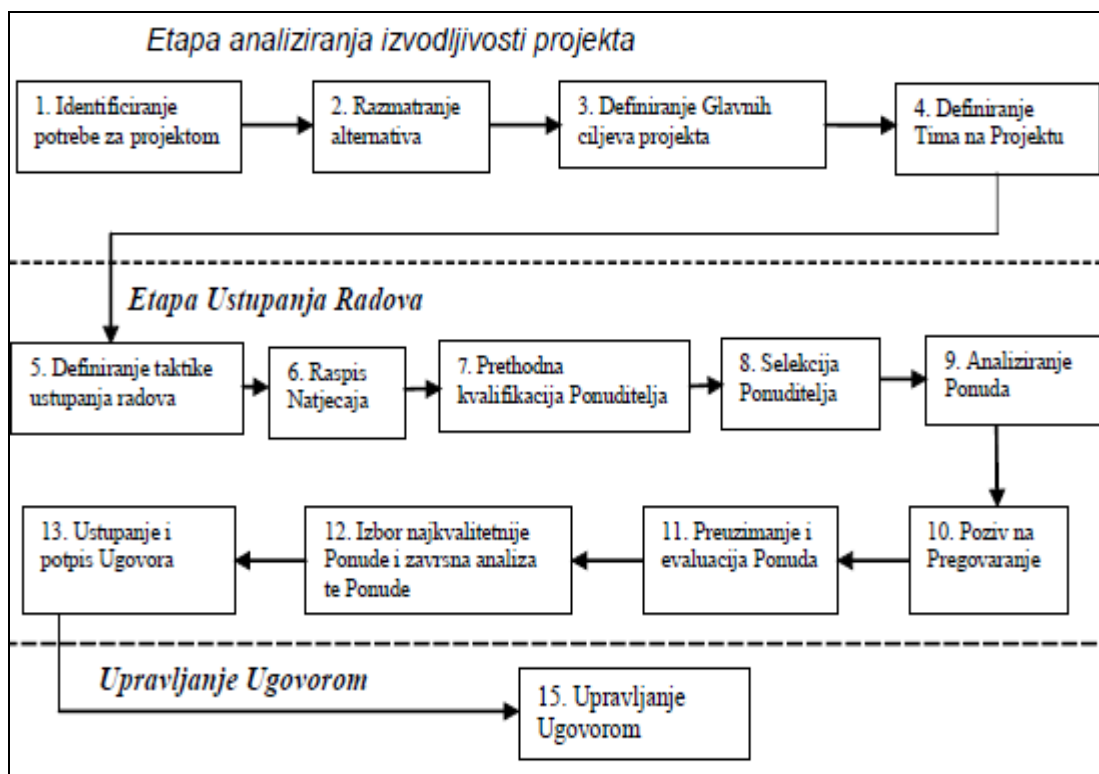 Etapa analiziranja izvodljivosti projekta
1. Identificiranje
potrebe za projektom
2. Razmatranje
alternativa
3. Definiranje Glavnih
ciljeva projekta
4. Definiranje
Tima na Projektu
Etapa Ustupanja Radova
5. Definiranje taktike
ustupanja radova
6. Raspis
Natjecaja
7. Prethodna
kvalifikacija Ponuditelja
8. Selekcija
Ponuditelja
9. Analiziranje
Ponuda
10. Poziv na
Pregovaranje
11. Preuzimanje i
evaluacija Ponuda
12. Izbor najkvalitetnije
Ponude i zavrsna analiza
te Ponude
13. Ustupanje i
potpis Ugovora
Upravljanje Ugovorom
15. Upravljanje
Ugovorom